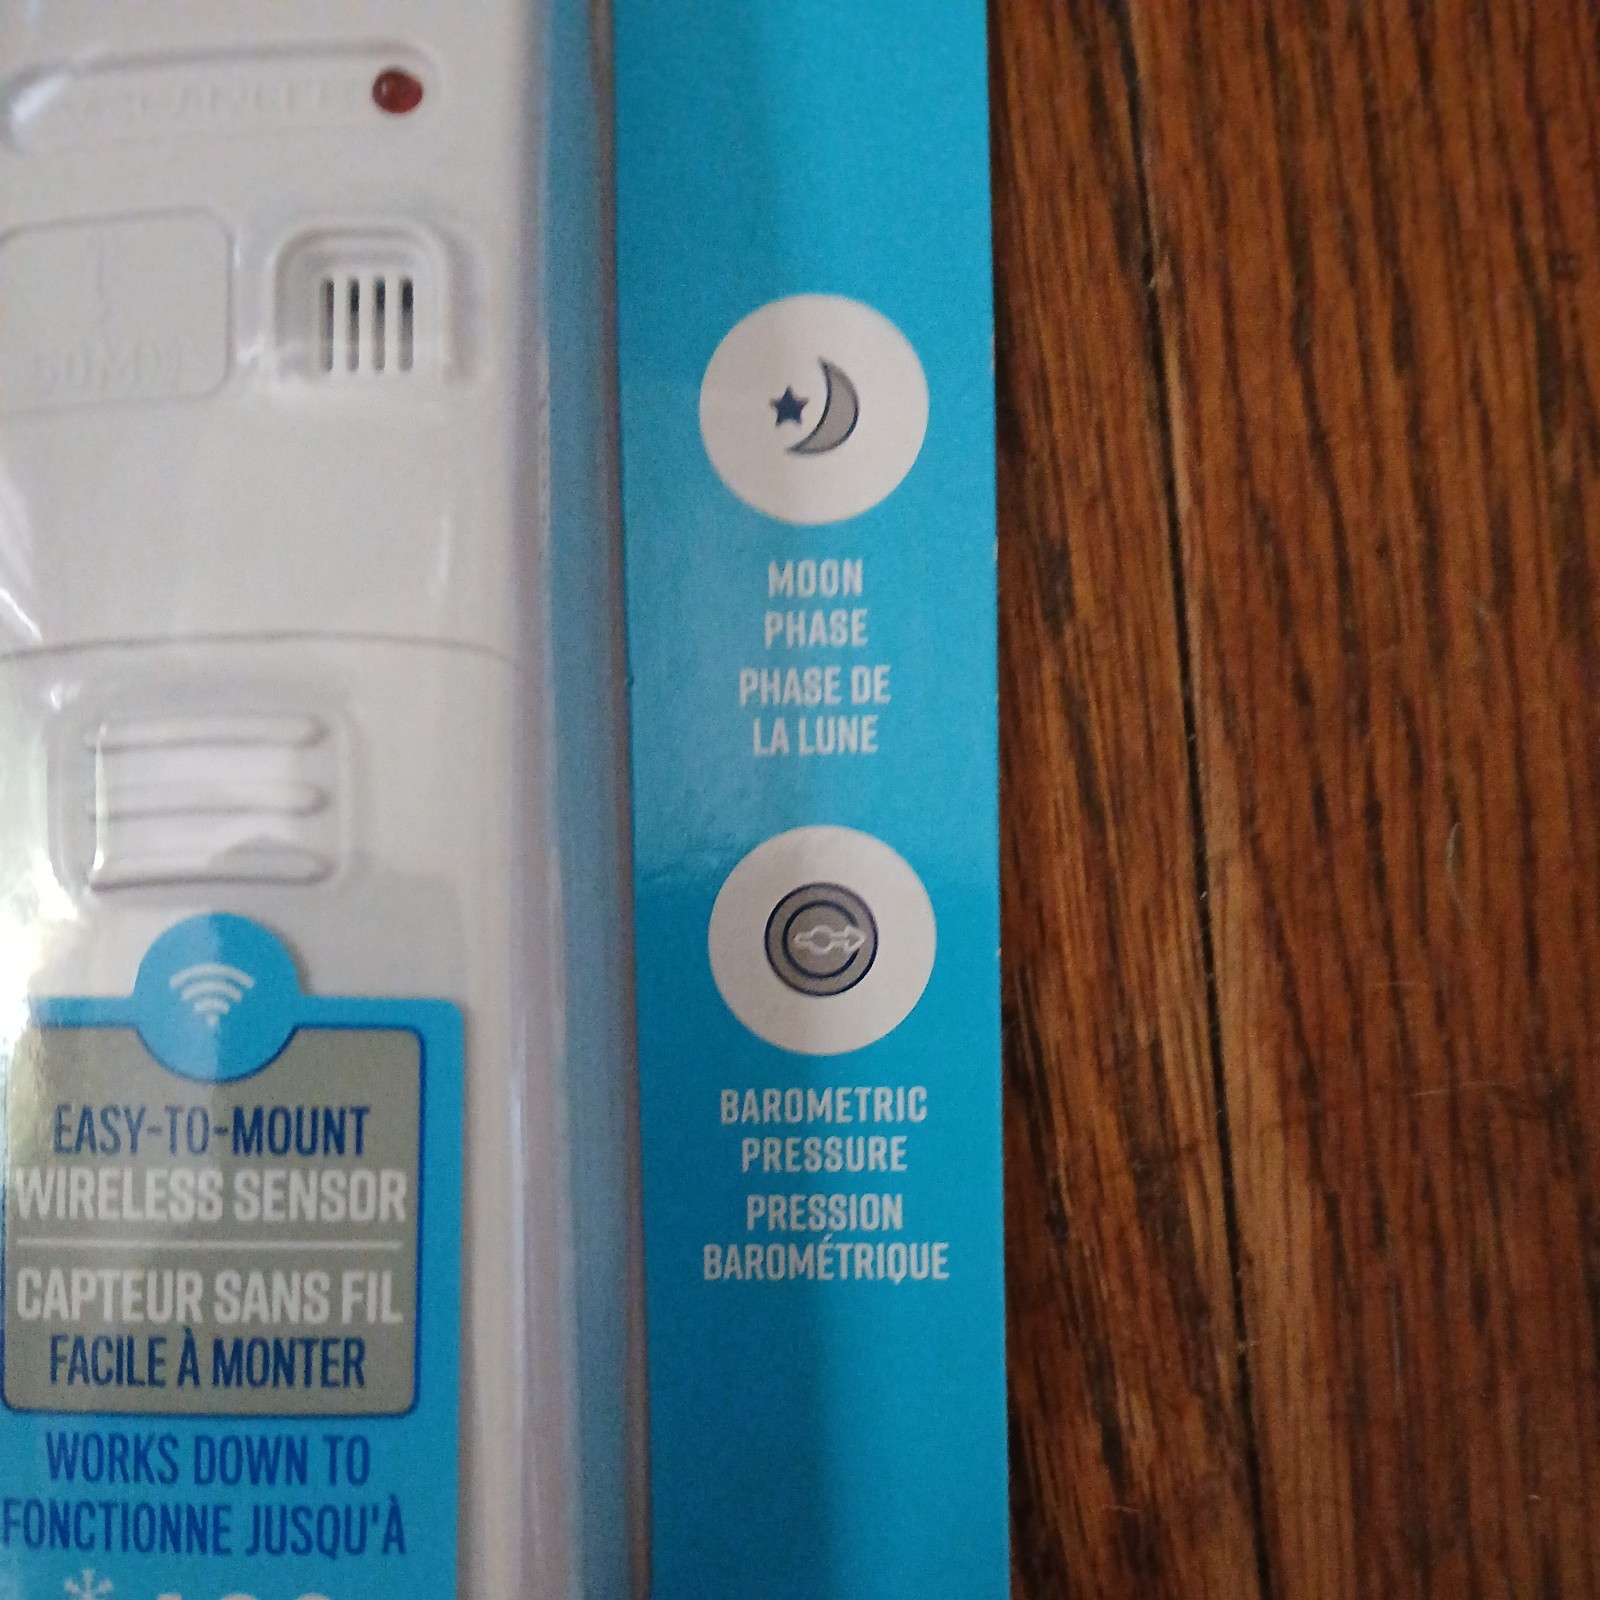 60M
MOON
PHASE
PHASE DE
LA LUNE
BAROMETRIC
PRESSURE
PRESSION
BAROMÉTRIQUE
EASY-TO-MOUNT
WIRELESS SENSOR
CAPTEUR SANS FIL
FACILE À MONTER
WORKS DOWN TO
FONCTIONNE JUSQU'À